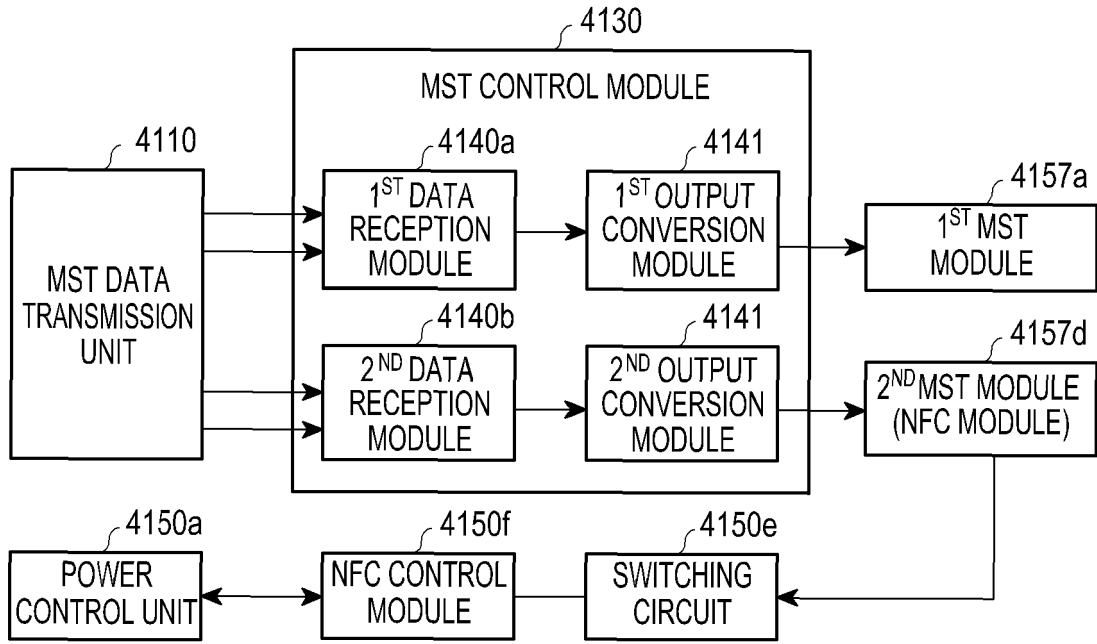 4130
MST CONTROL MODULE
4110
MST DATA
TRANSMISSION
UNIT
4140a
1ST DATA
RECEPTION
MODULE
4141
1ST OUTPUT
CONVERSION
MODULE
4157a
1ST MST
MODULE
4140b
2ND DATA
RECEPTION
MODULE
4141
2ND OUTPUT
CONVERSION
MODULE
4157d
2ND MST MODULE
(NFC MODULE)
4150a
POWER
CONTROL UNIT
4150f
NFC CONTROL
MODULE
4150e
SWITCHING
CIRCUIT